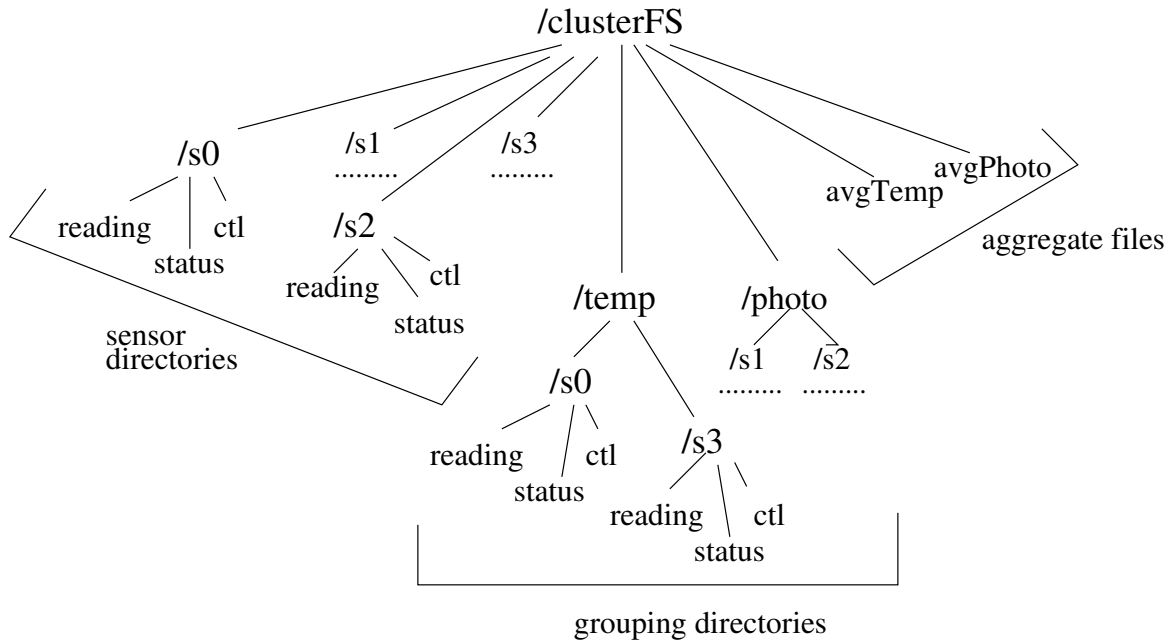 /clusterFS
/s0
/s1
.........
/s3
.........
avgPhoto
avgTemp
reading
status
ctl
/s2
reading
status
ctl
aggregate files
sensor
directories
/temp
/photo
/s0
/s1
.........
/s2
.........
reading
status
ctl
/s3
reading
status
ctl
grouping directories